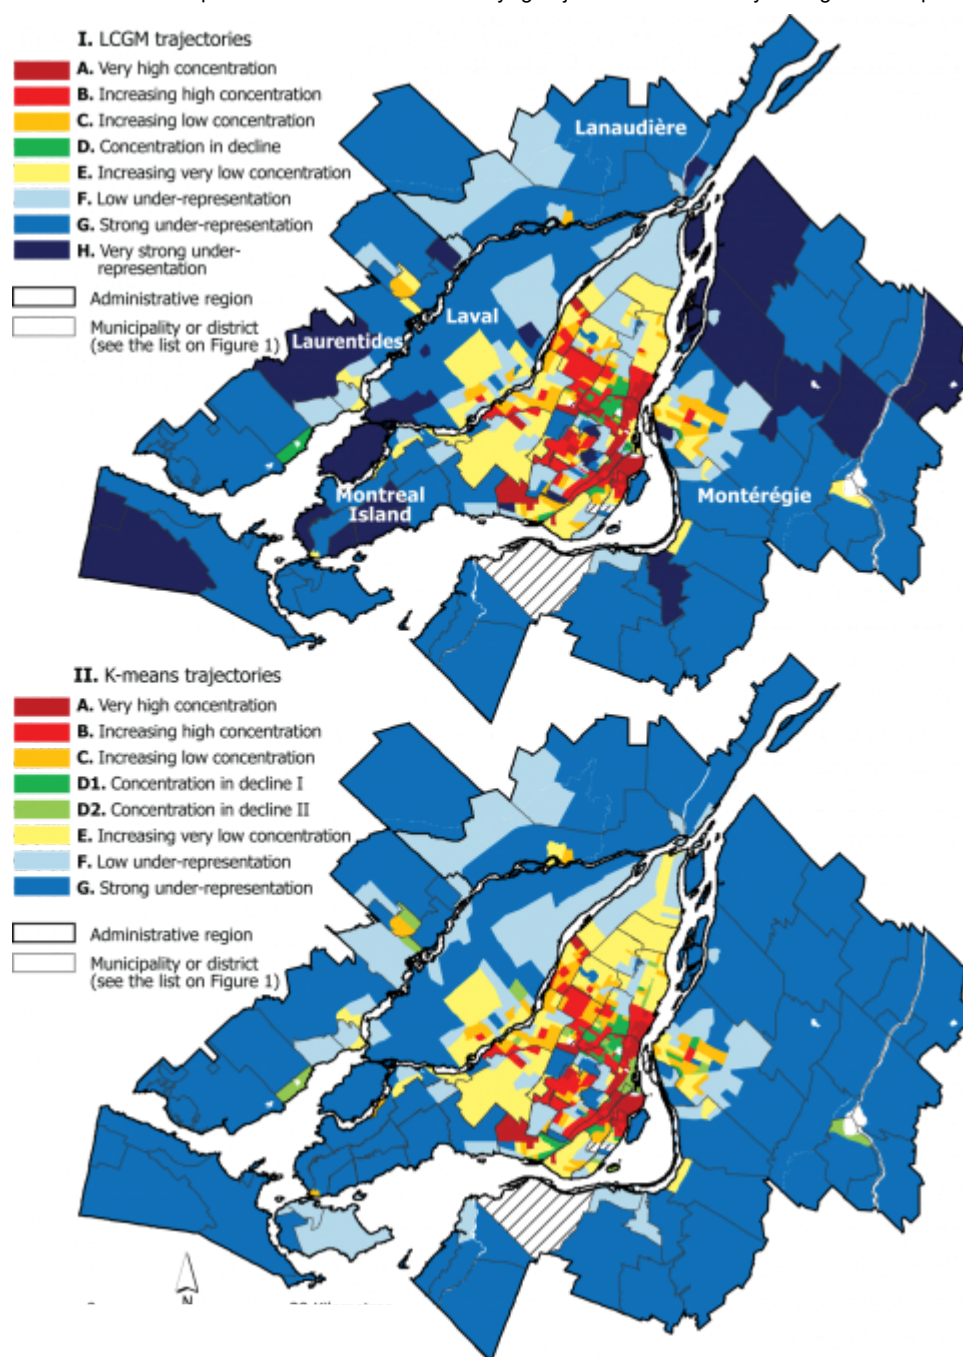 I. LCGM trajectories
A. Very high concentration
B. Increasing high concentration
C. Increasing low concentration
D. Concentration in decline
E. Increasing very low concentration
F. Low under-representation
G. Strong under-representation
H. Very strong under-
representation
Administrative region
Municipality or district
(see the list on Figure 1)
Lanaudière
Laval
Laurentides
Montreal
Island
Montérégie
II. K-means trajectories
A. Very high concentration
B. Increasing high concentration
C. Increasing low concentration
D1. Concentration in decline I
D2. Concentration in decline II
E. Increasing very low concentration
F. Low under-representation
G. Strong under-representation
Administrative region
Municipality or district
(see the list on Figure 1)
N